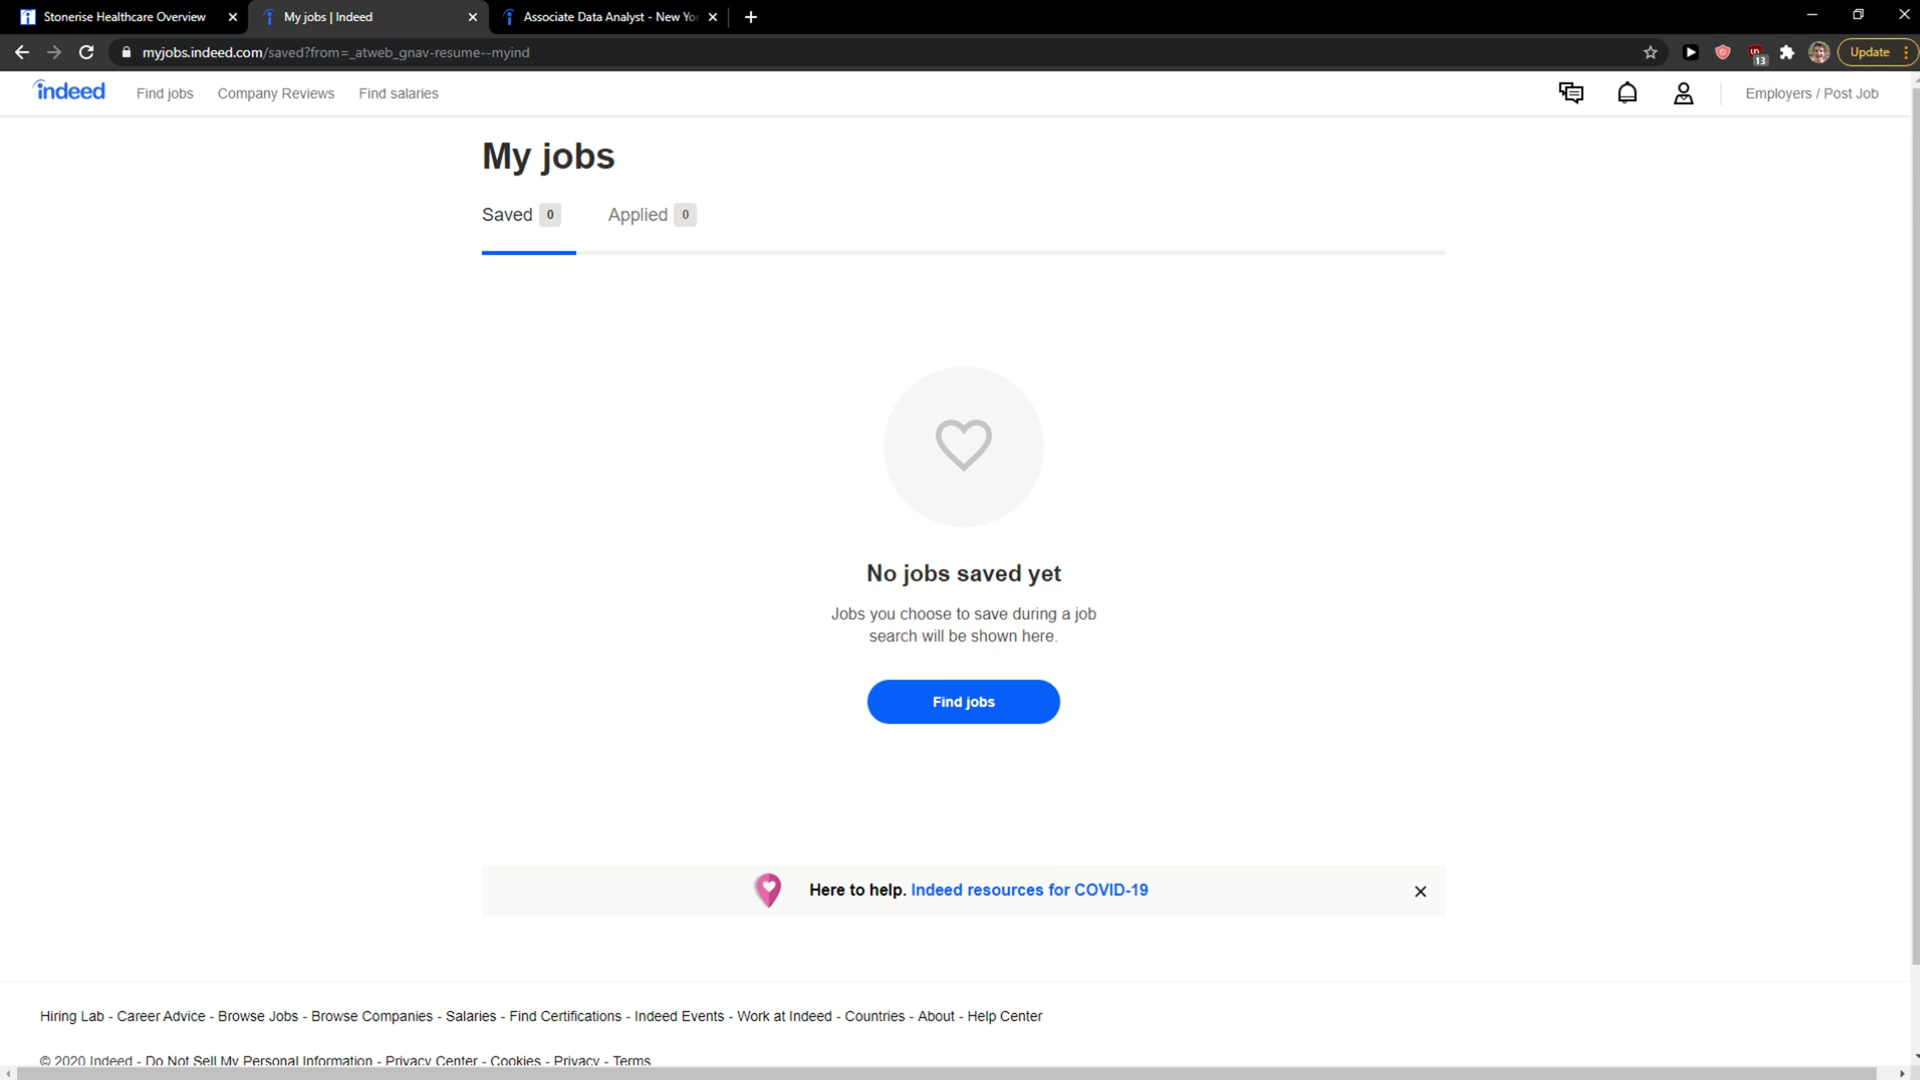 Stonerise Healthcare Overview
My jobs | Indeed
Associate Data Analyst - New Yor
myjobs.indeed.com/saved?from=_atweb_gnav-resume--myind
13
Update
indeed
Find jobs
Company Reviews
Find salaries
Employers / Post Job
My jobs
Saved 0
Applied 0
No jobs saved yet
Jobs you choose to save during a job
search will be shown here.
Find jobs
Here to help. Indeed resources for COVID-19
Hiring Lab - Career Advice - Browse Jobs - Browse Companies - Salaries - Find Certifications - Indeed Events - Work at Indeed - Countries - About - Help Center
© 2020 Indeed - Do Not Sell My Personal Information - Privacy Center - Cookies - Privacy - Terms